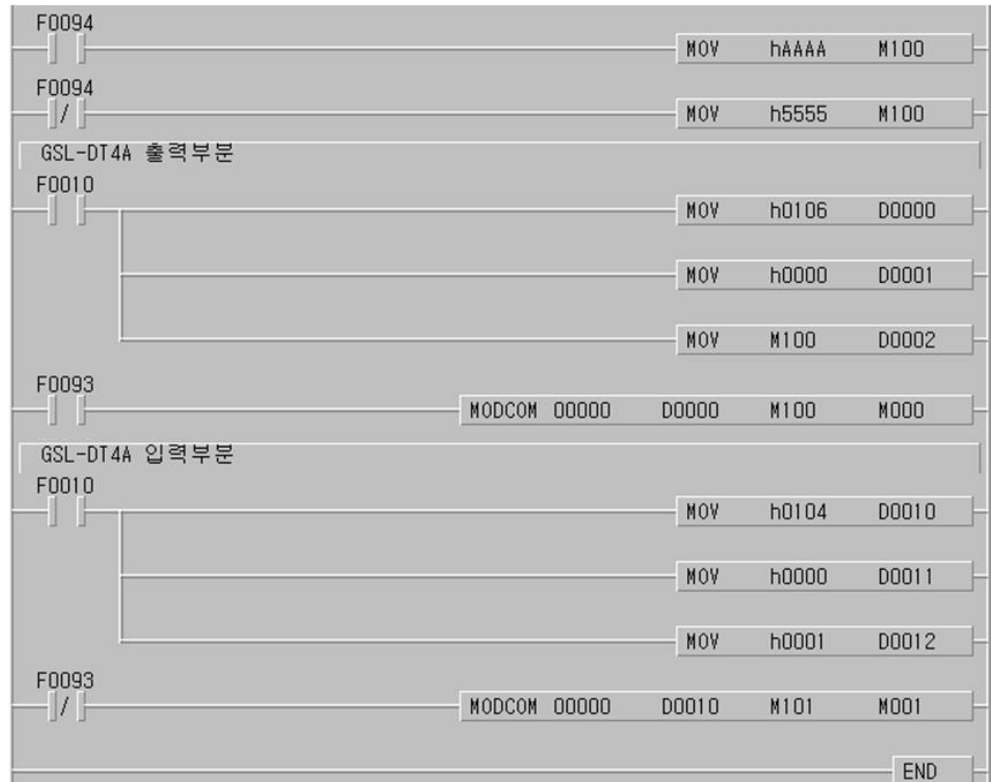 F0094
MOV hAAAA M100
F0094
/
MOV h5555 M100
GSL-DT4A 출력부분
F0010
MOV h0106 D0000
MOV h0000 D0001
MOV M100 D0002
F0093
MODCOM 00000 D0000 M100 M000
GSL-DT4A 입력부분
F0010
MOV h0104 D0010
MOV h0000 D0011
MOV h0001 D0012
F0093
/
MODCOM 00000 D0010 M101 M001
END